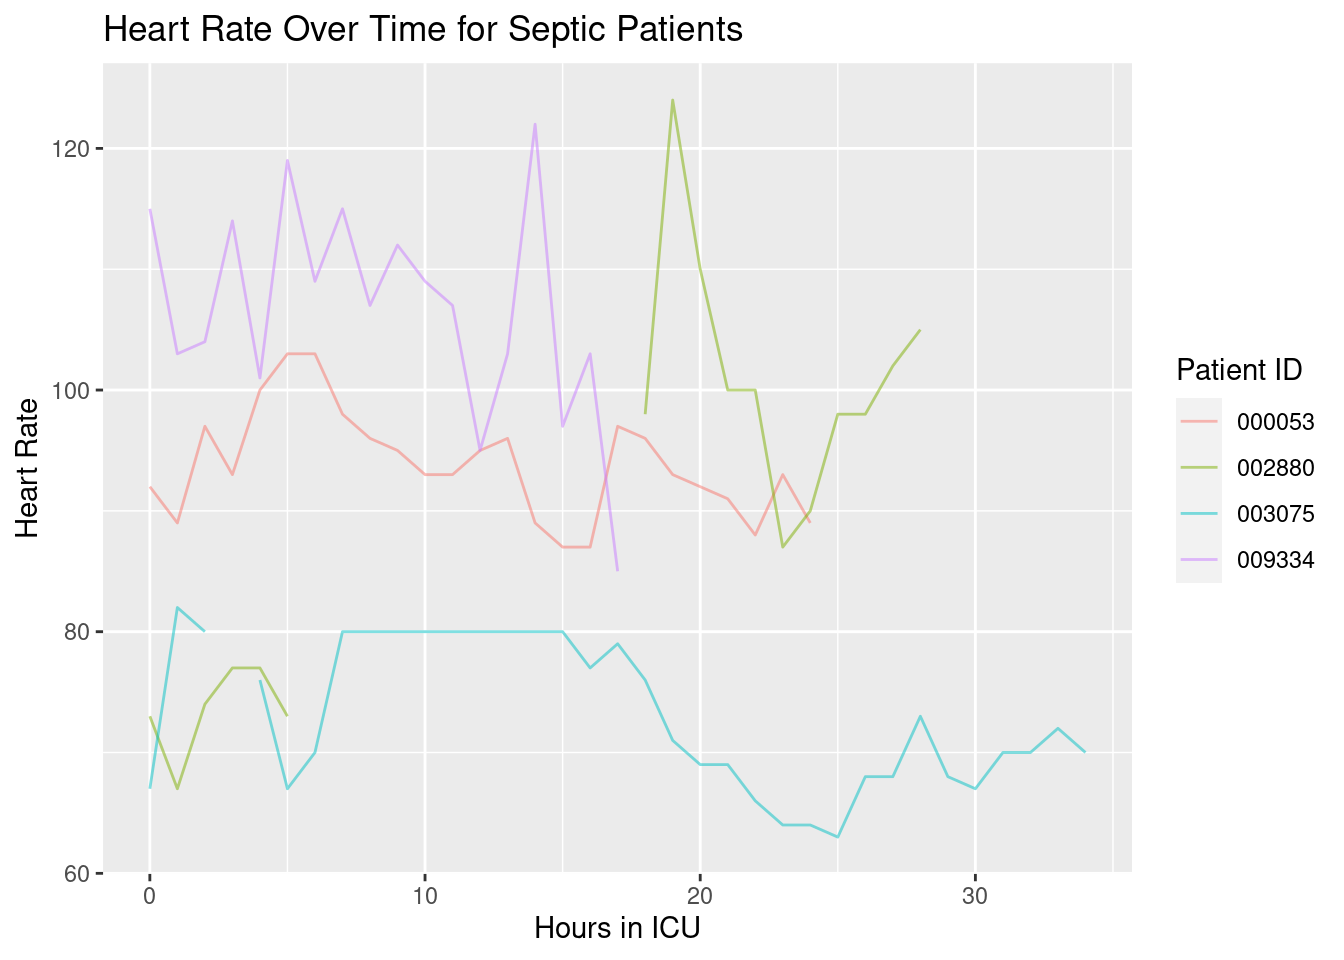 Heart Rate Over Time for Septic Patients
Heart Rate
120
100
80
60
0 10 20 30
Hours in ICU
Patient ID
000053
002880
003075
009334